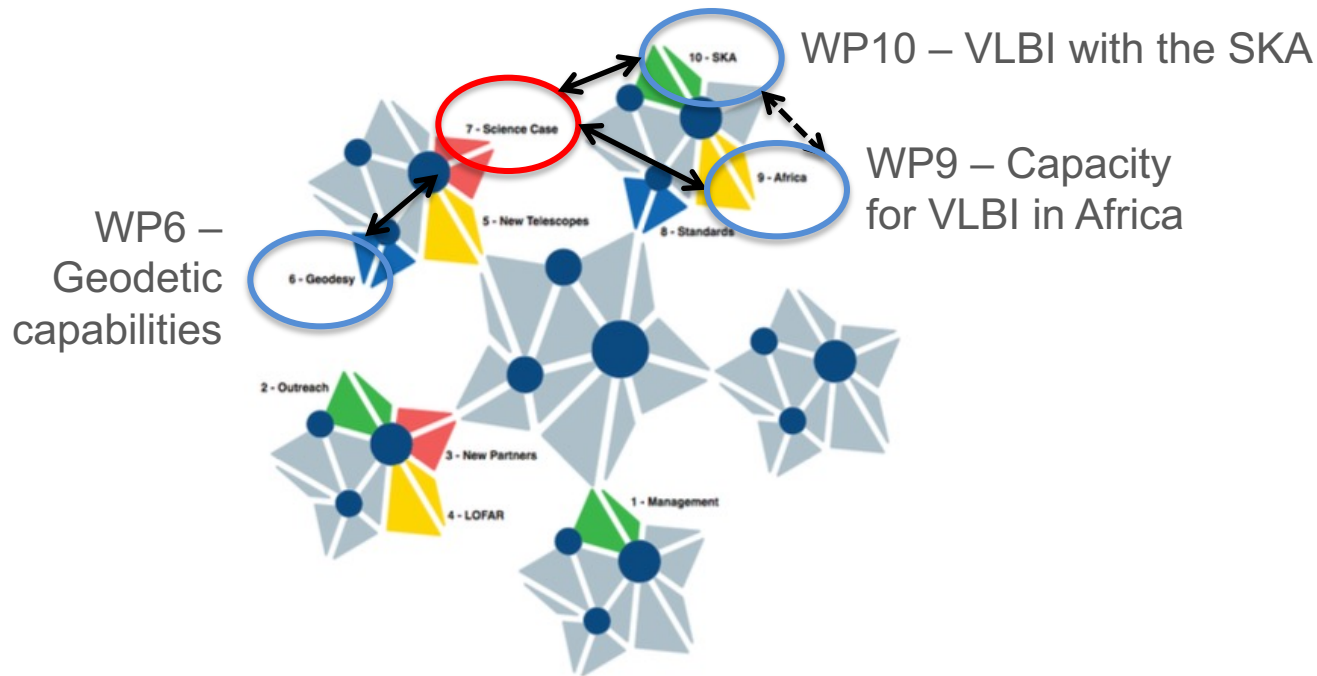 10 - SKA
WP10 – VLBI with the SKA
7 - Science Case
WP9 – Capacity
for VLBI in Africa
9 - Africa
5 - New Telescopes
8 - Standards
WP6 –
Geodetic
capabilities
6 - Geodesy
2 - Outreach
3 - New Partners
4 - LOFAR
1 - Management